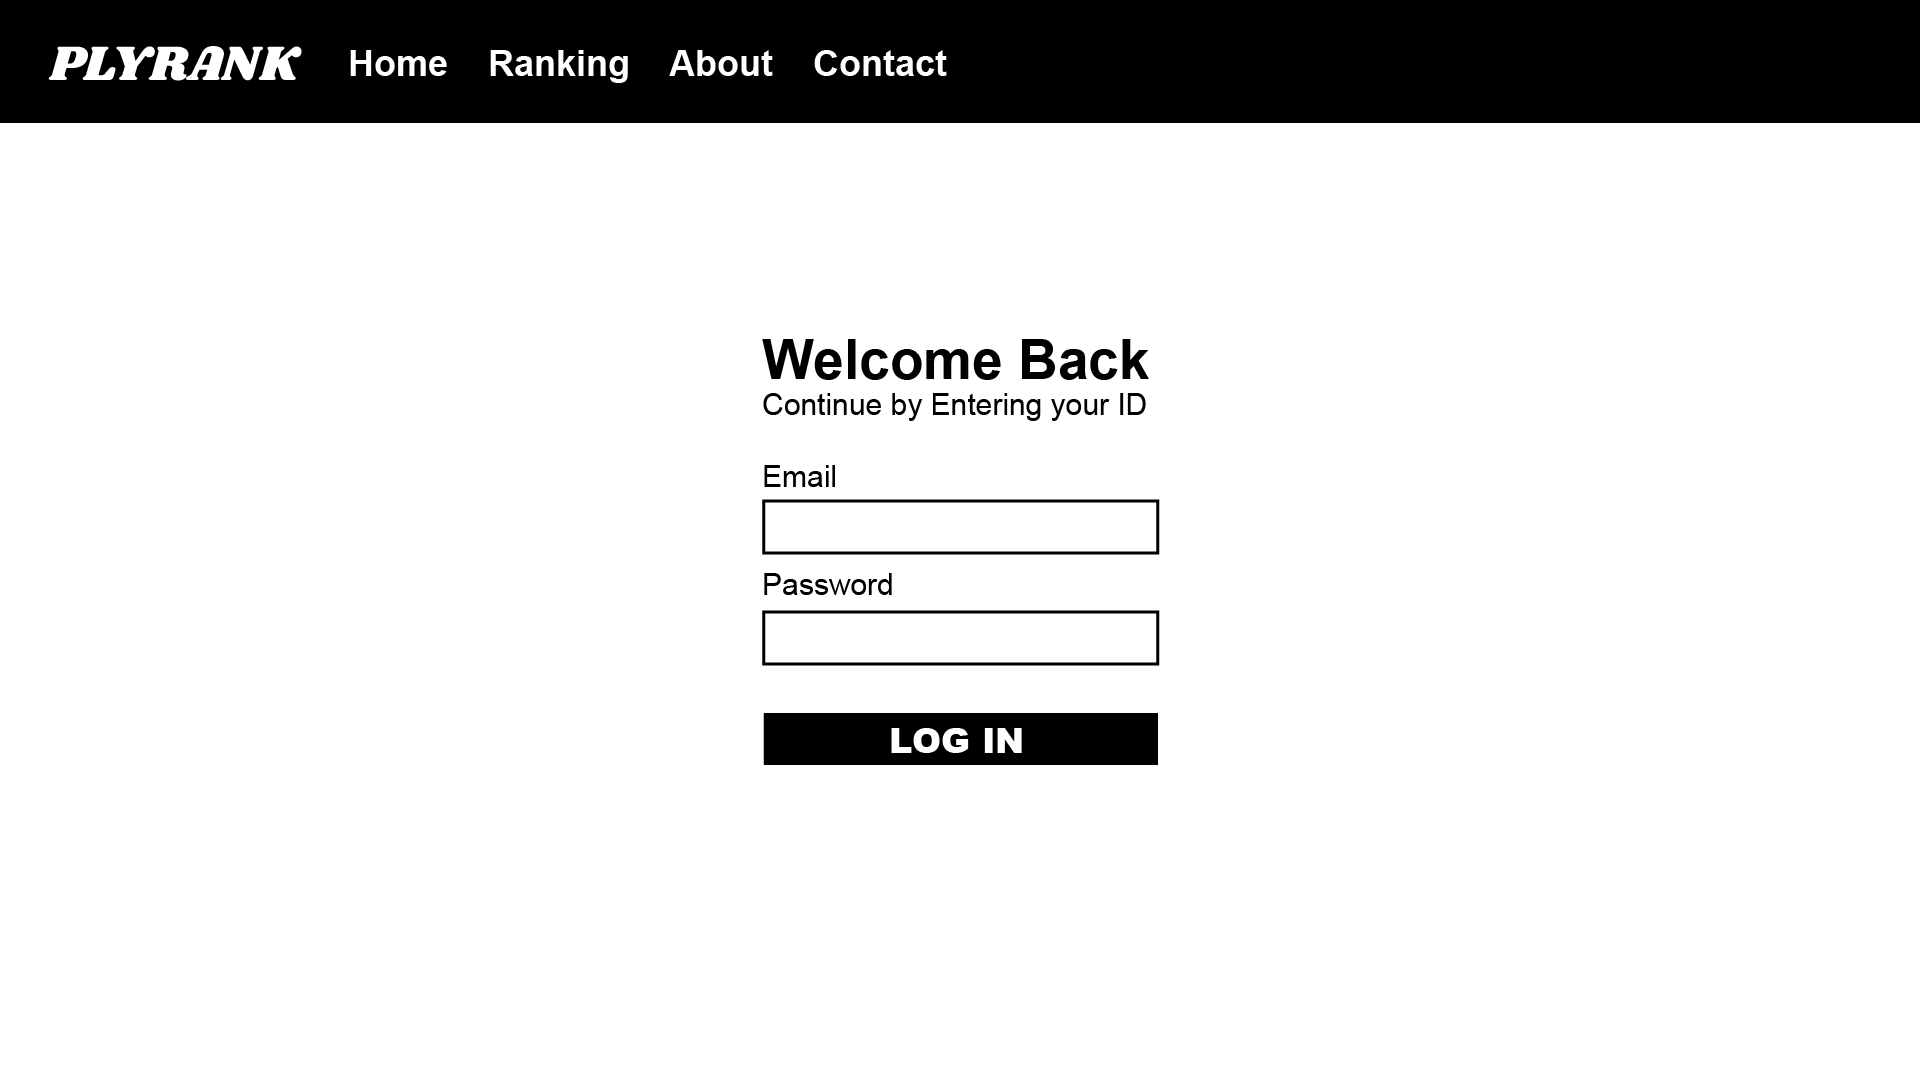 PLYRANK Home Ranking About Contact
Welcome Back
Continue by Entering your ID
Email
Password
LOG IN